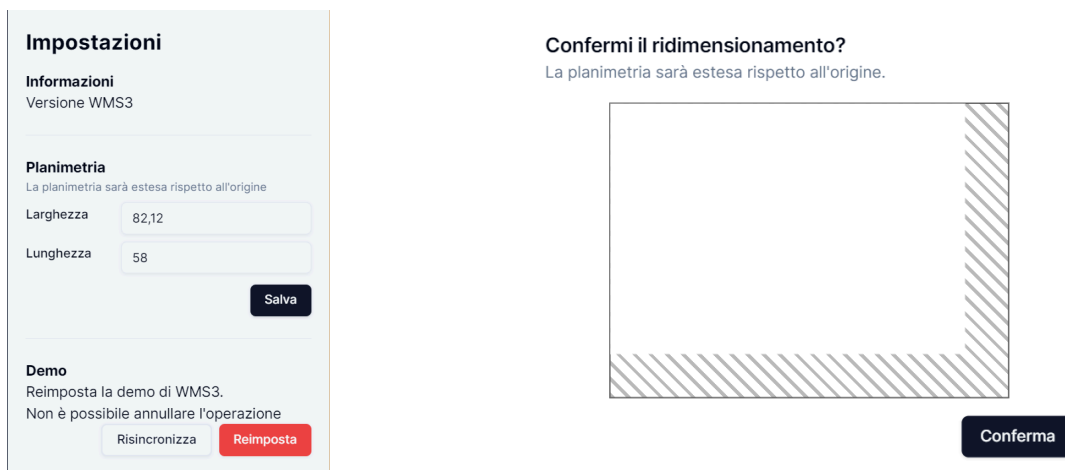 Impostazioni
Informazioni
Versione WMS3
Planimetria
La planimetria sarà estesa rispetto all'origine
Larghezza 82,12
Lunghezza 58
Salva
Demo
Reimposta la demo di WMS3.
Non è possibile annullare l'operazione
Risincronizza Reimposta
Confermi il ridimensionamento?
La planimetria sarà estesa rispetto all'origine.
Conferma